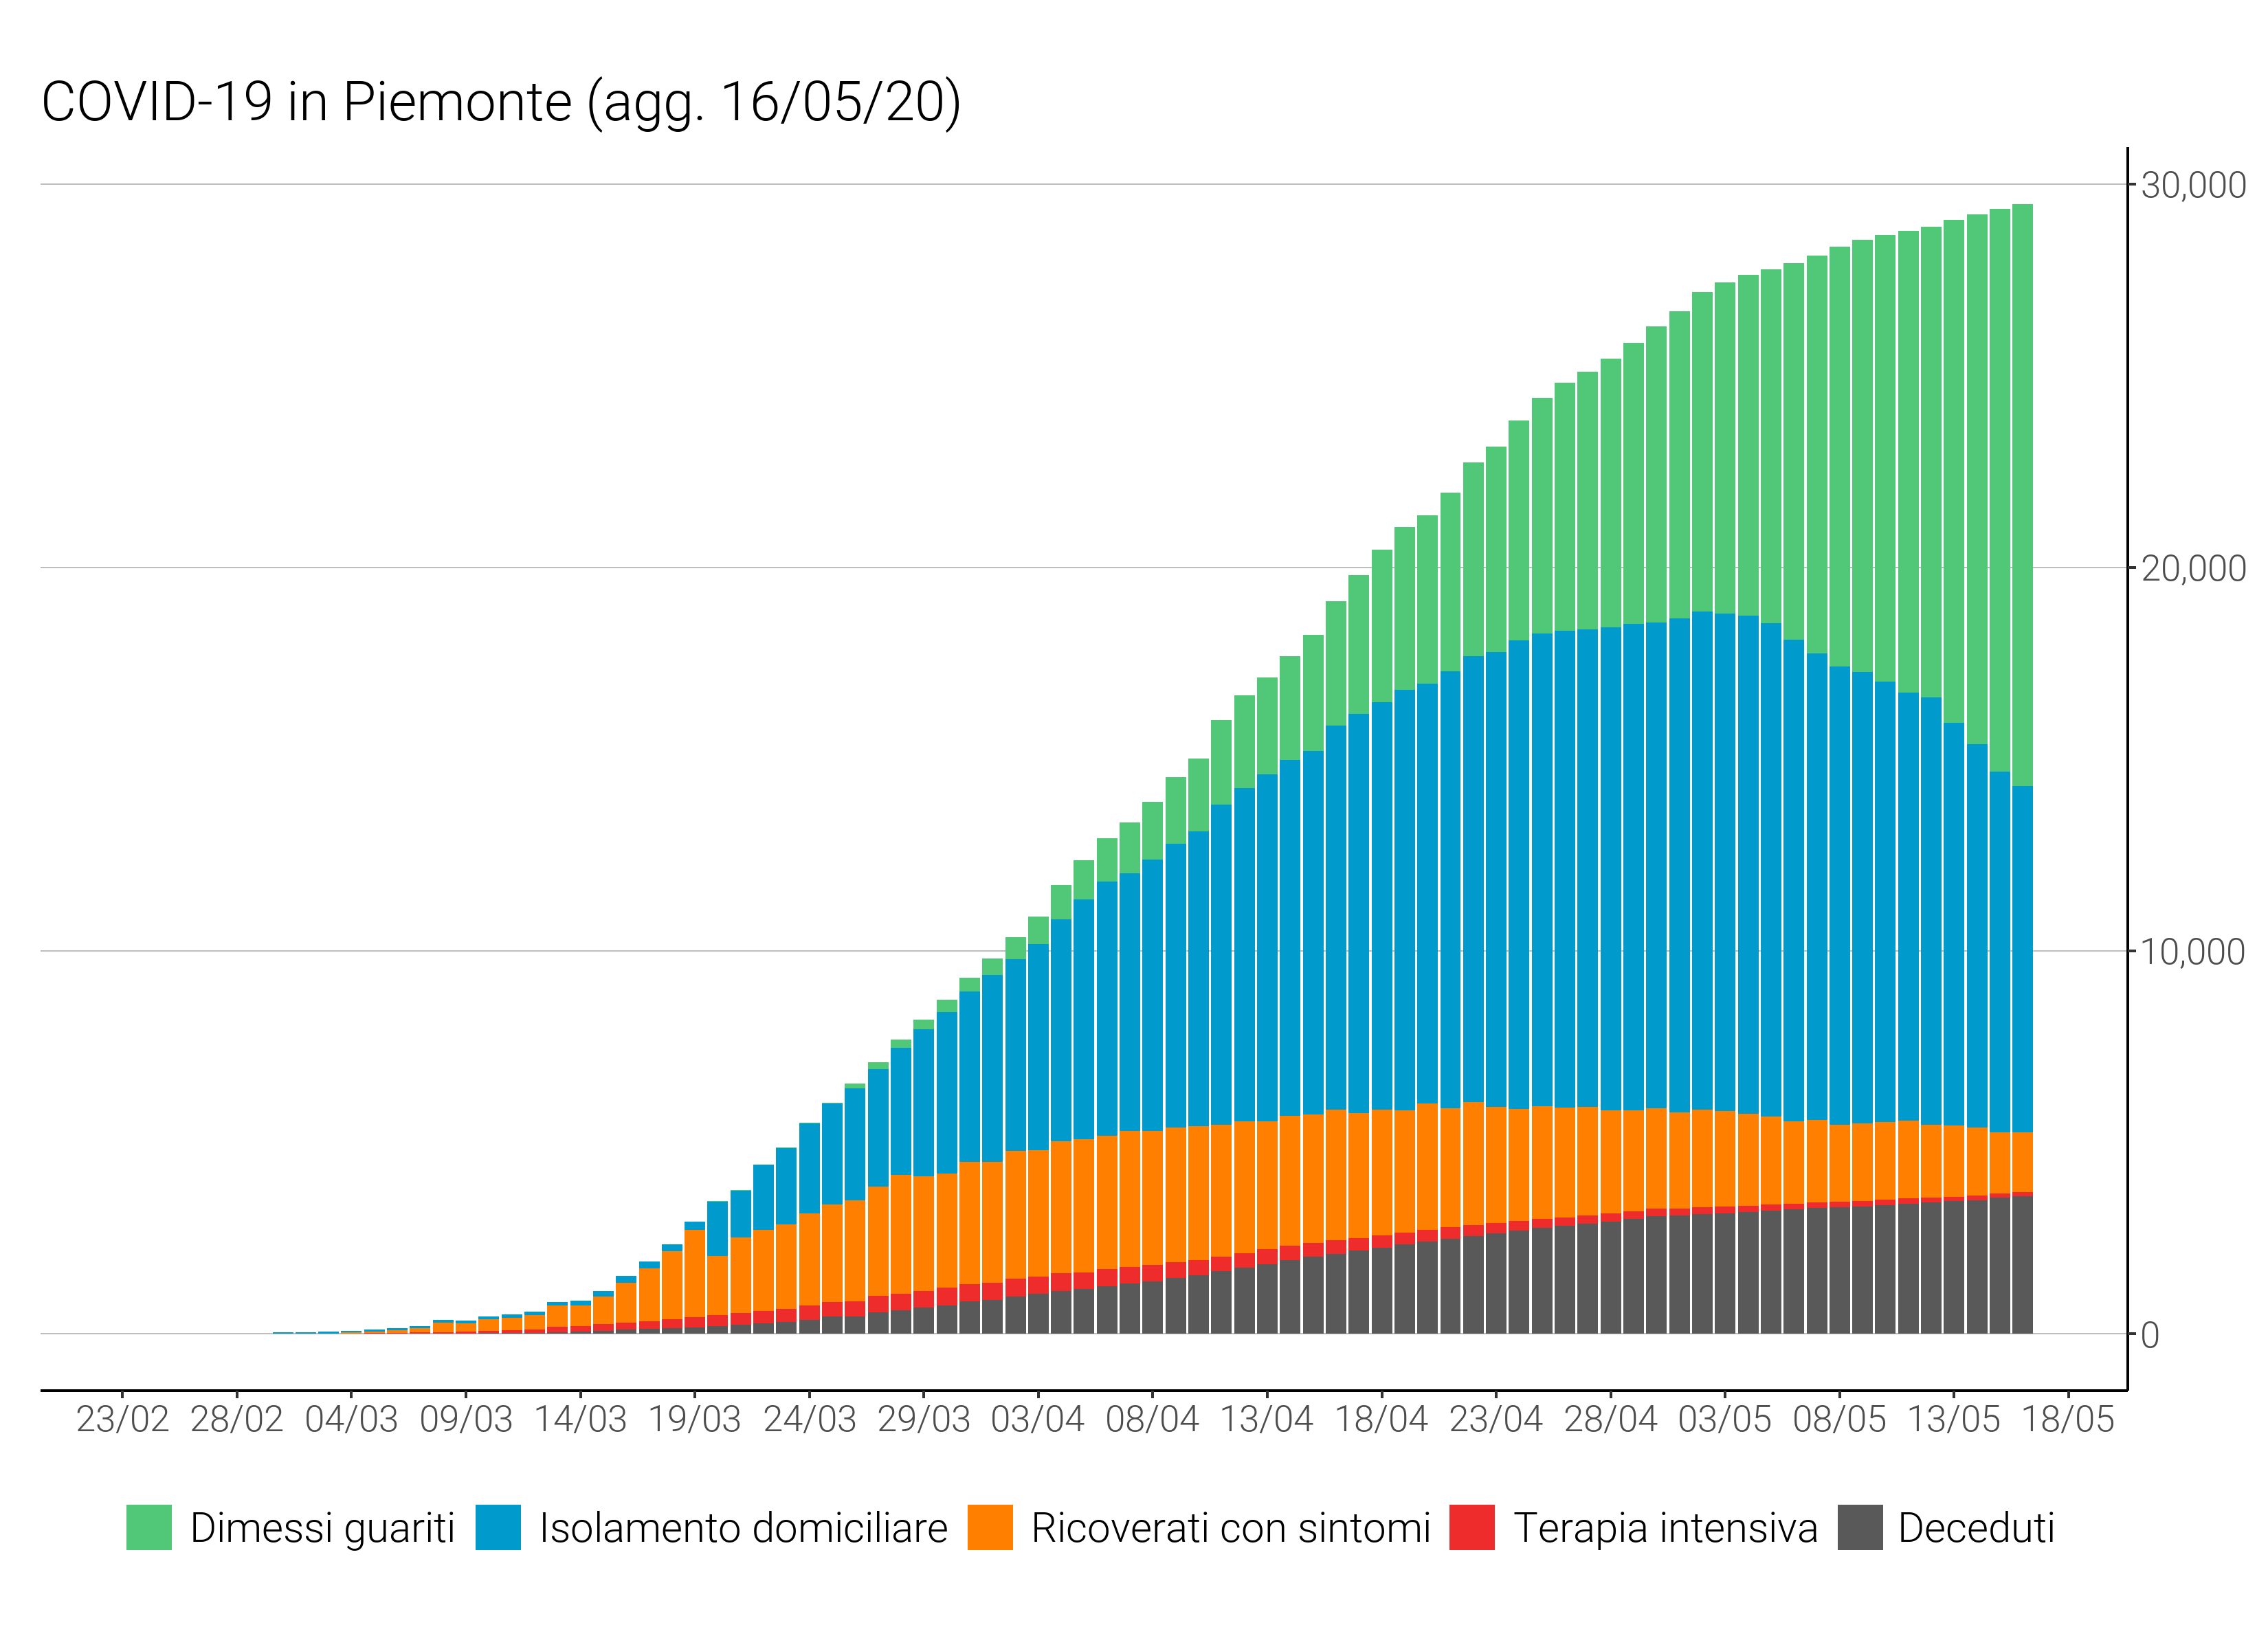 COVID-19 in Piemonte (agg. 16/05/20)
30,000
20,000
10,000
0
23/02 28/02 04/03 09/03 14/03 19/03 24/03 29/03 03/04 08/04 13/04 18/04 23/04 28/04 03/05 08/05 13/05 18/05
Dimessi guariti Isolamento domiciliare Ricoverati con sintomi Terapia intensiva Deceduti